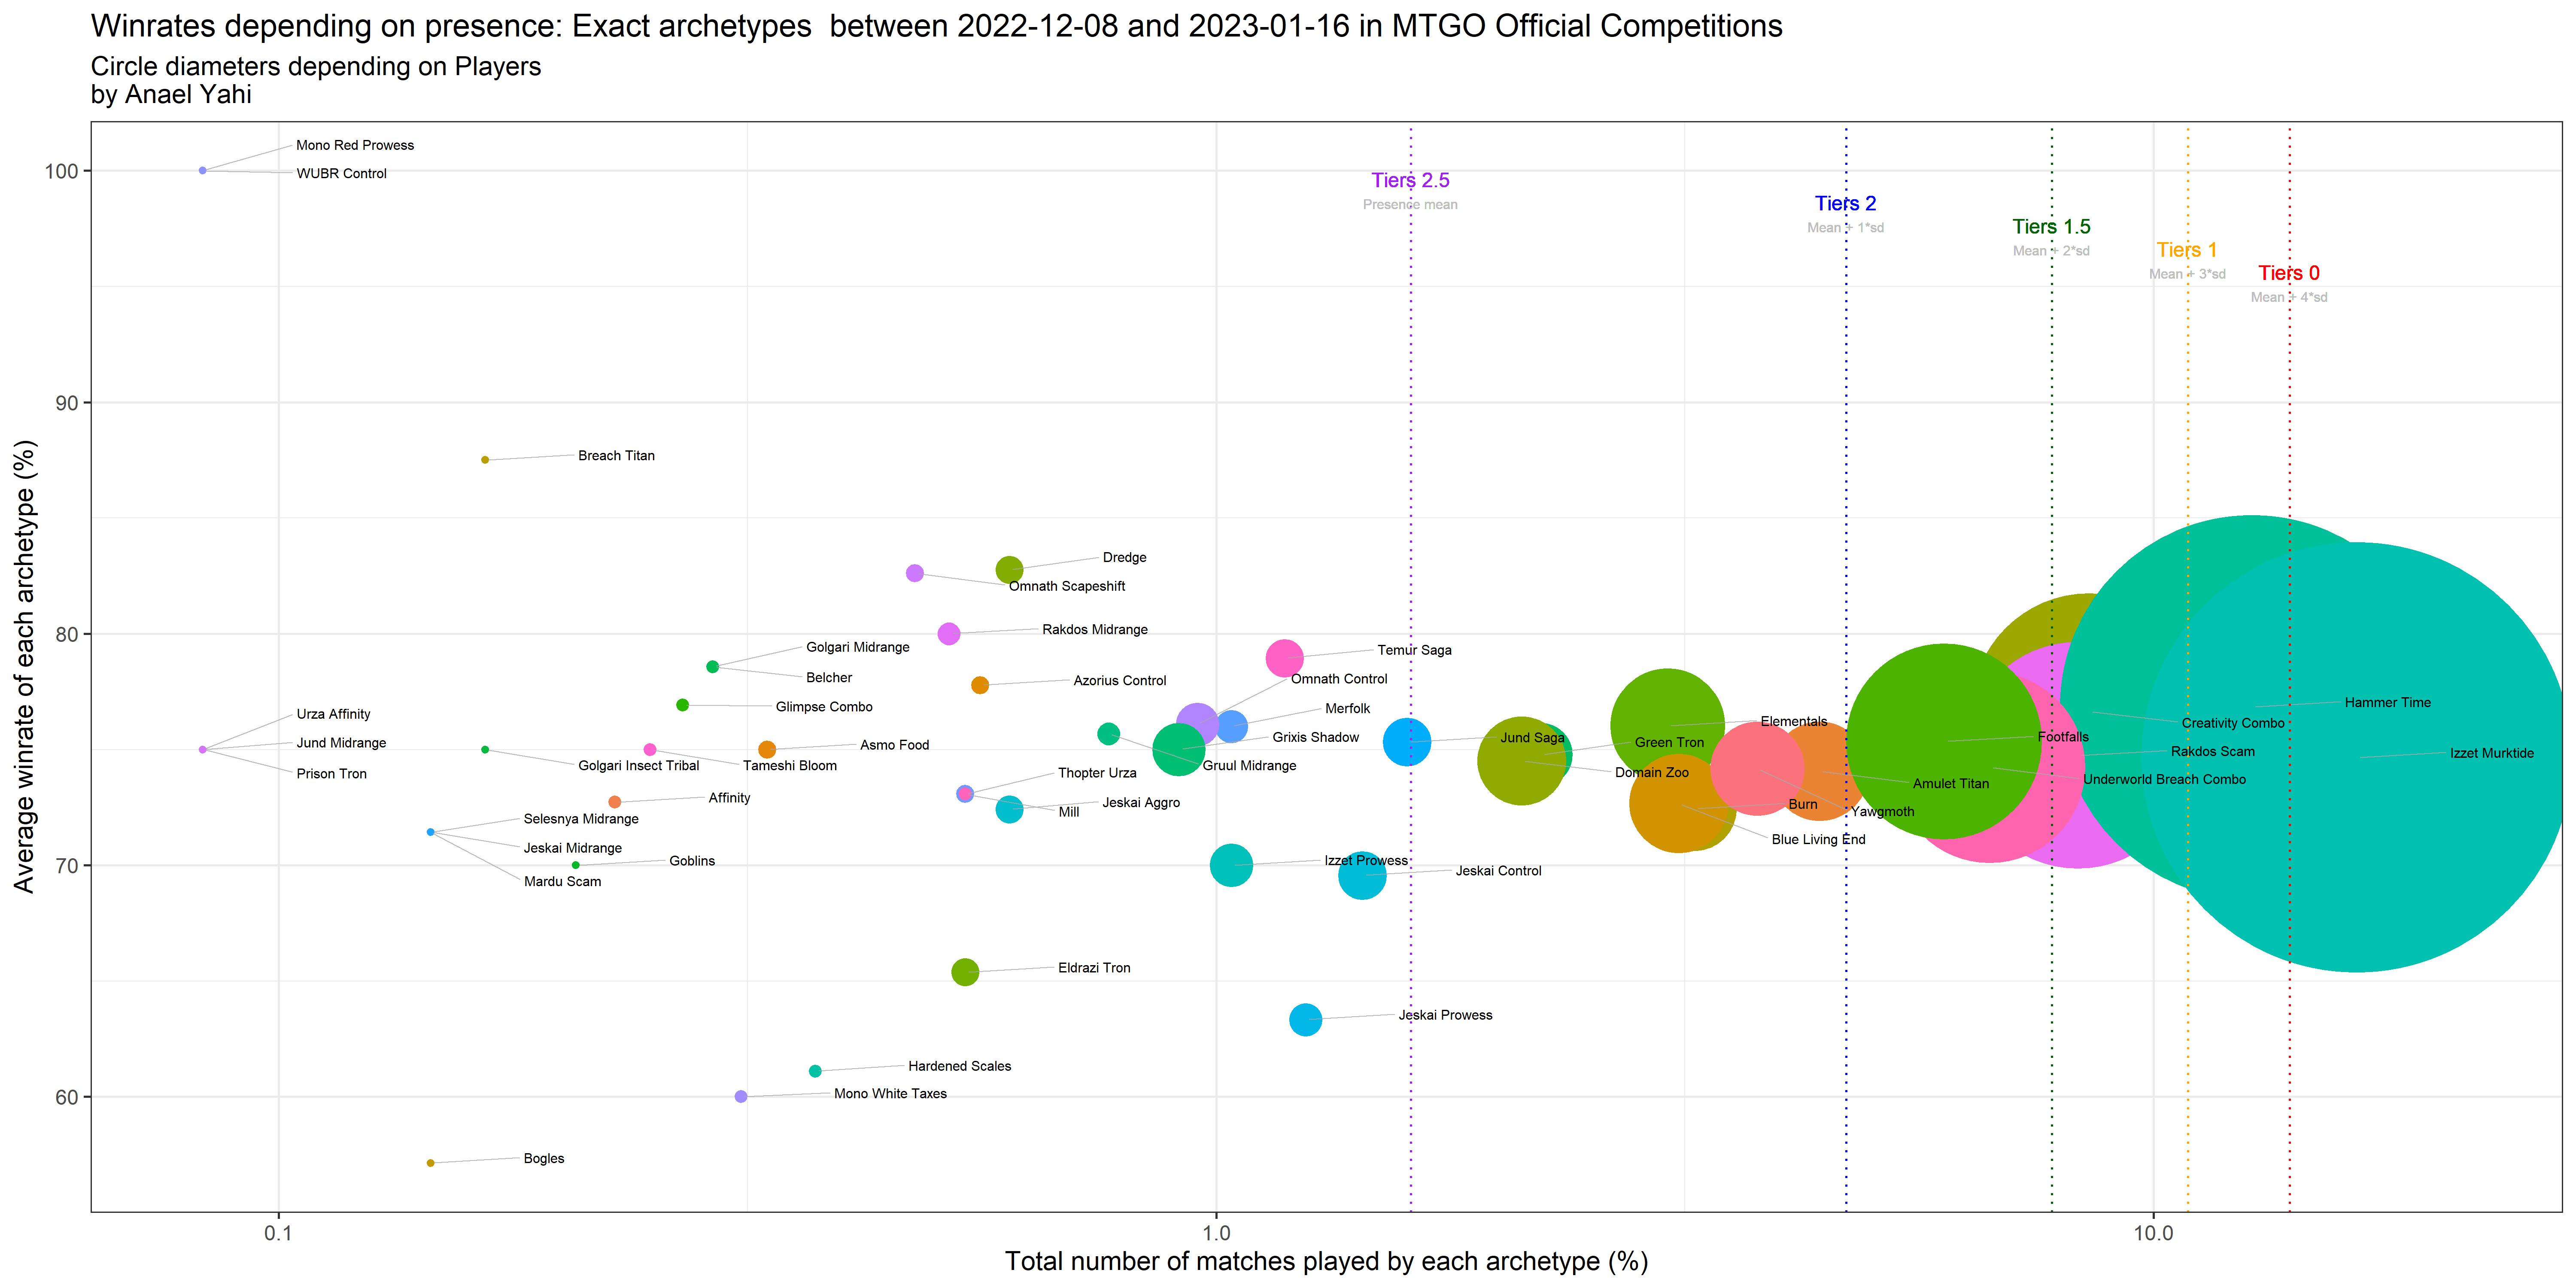 Winrates depending on presence: Exact archetypes  between 2022-12-08 and 2023-01-16 in MTGO Official Competitions
Circle diameters depending on Players
by Anael Yahi
Average winrate of each archetype (%)
100
90
80
70
60
Mono Red Prowess
WUBR Control
Tiers 2.5
Presence mean
Tiers 2
Mean + 1*sd
Tiers 1.5
Mean + 2*sd
Tiers 1
Mean + 3*sd
Tiers 0
Mean + 4*sd
Breach Titan
Dredge
Omnath Scapeshift
Rakdos Midrange
Golgari Midrange
Belcher
Temur Saga
Azorius Control
Omnath Control
Glimpse Combo
Merfolk
Hammer Time
Urza Affinity
Elementals
Creativity Combo
Jund Midrange
Asmo Food
Grixis Shadow
Jund Saga
Green Tron
Footfalls
Rakdos Scam
Izzet Murktide
Prison Tron
Golgari Insect Tribal
Tameshi Bloom
Gruul Midrange
Thopter Urza
Domain Zoo
Underworld Breach Combo
Amulet Titan
Affinity
Jeskai Aggro
Burn
Mill
Yawgmoth
Selesnya Midrange
Blue Living End
Jeskai Midrange
Goblins
Izzet Prowess
Jeskai Control
Mardu Scam
Eldrazi Tron
Jeskai Prowess
Hardened Scales
Mono White Taxes
Bogles
0.1
1.0
10.0
Total number of matches played by each archetype (%)